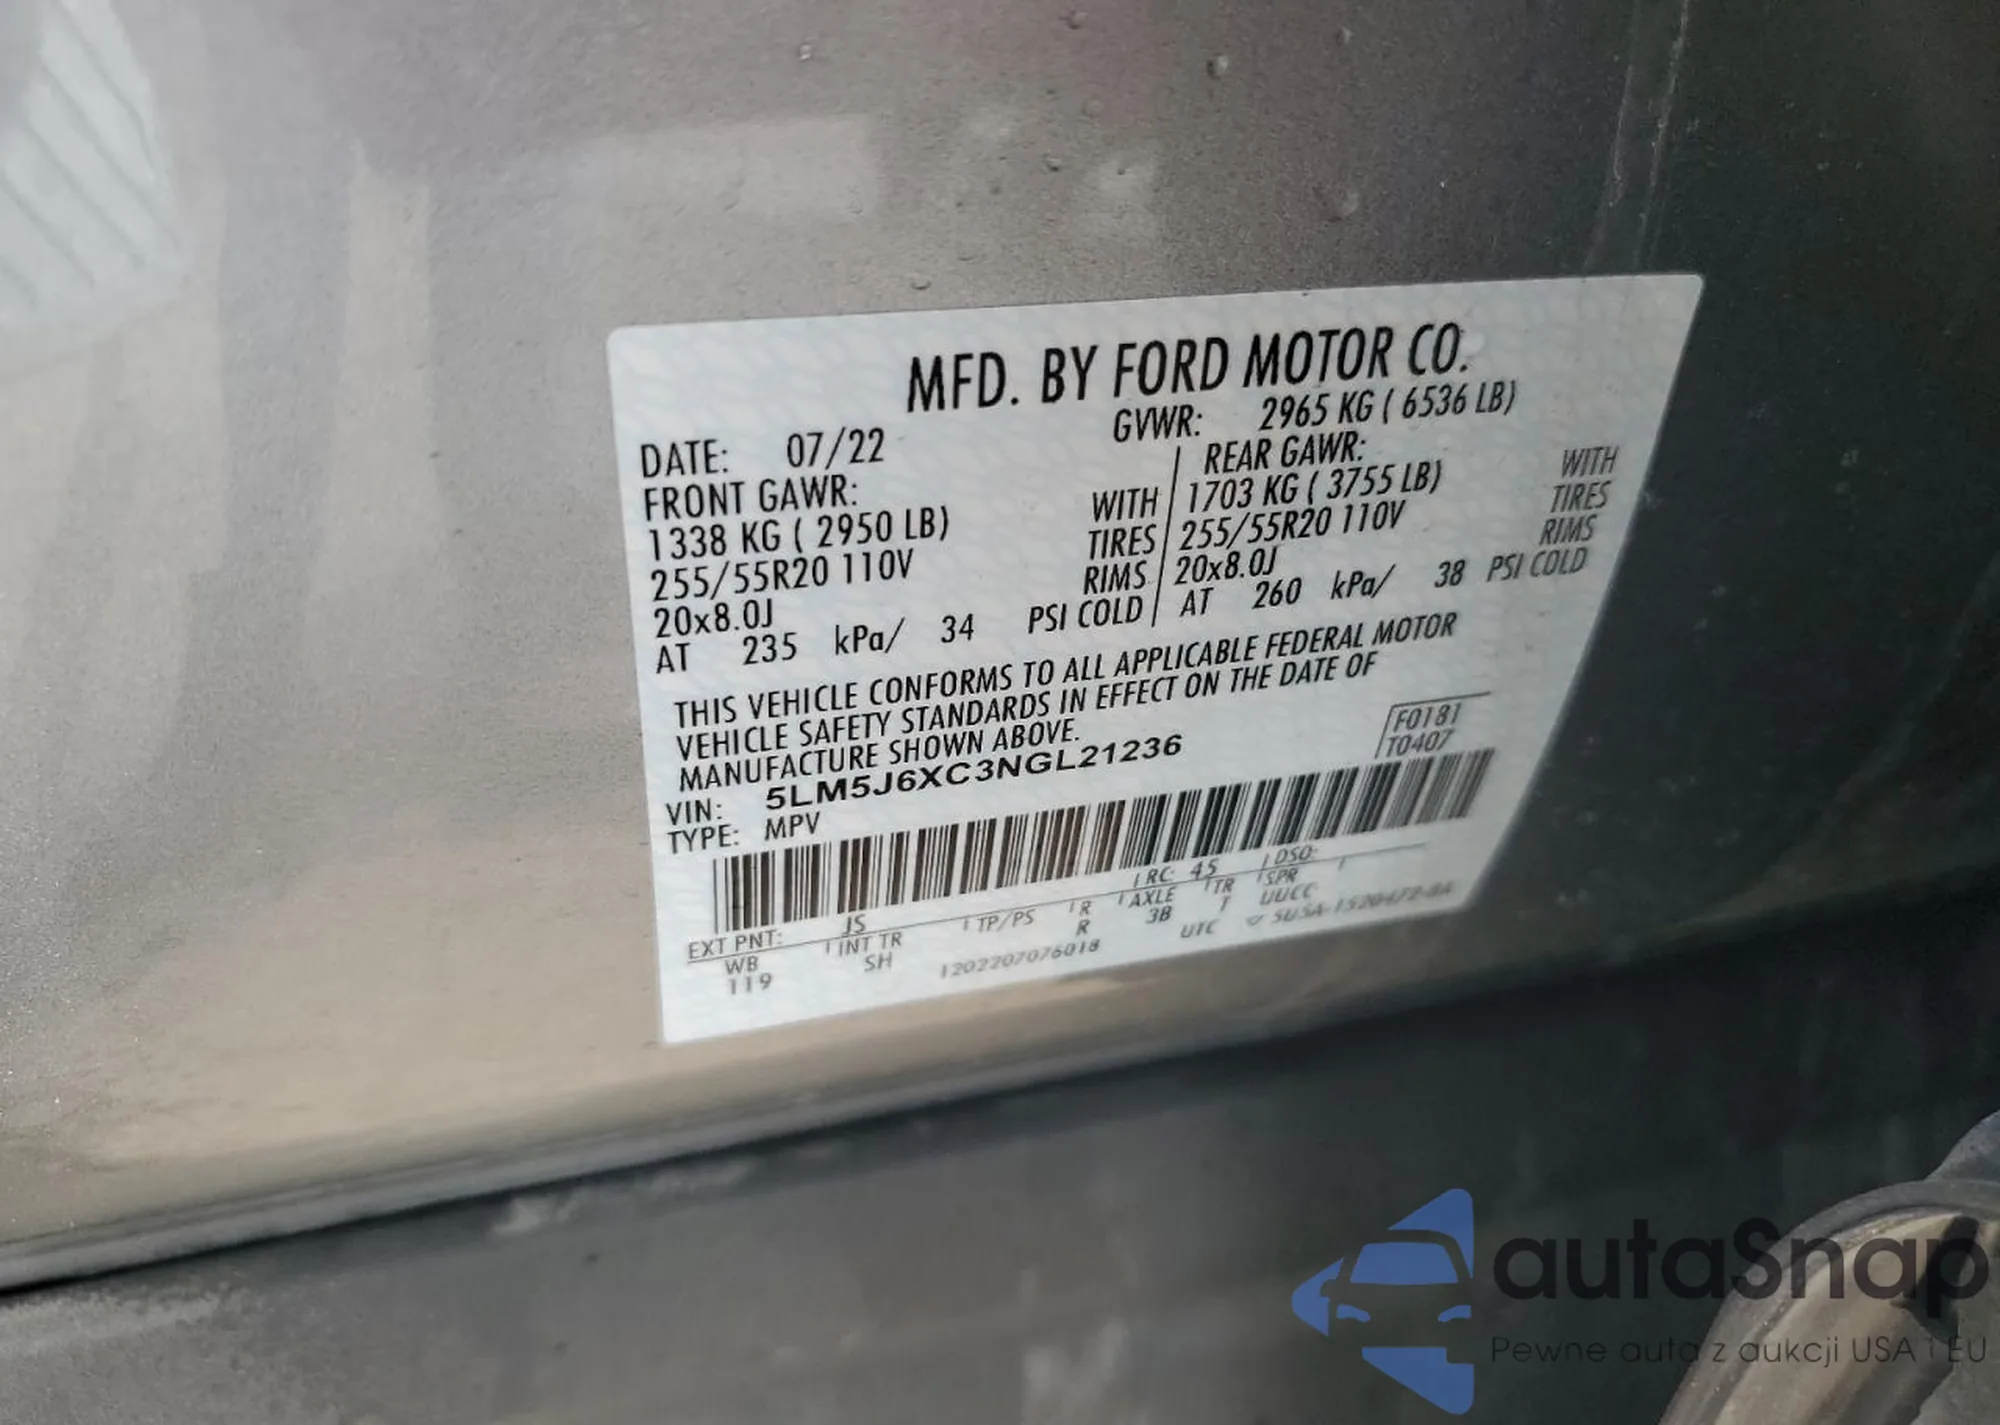 MFD. BY FORD MOTOR CO.
DATE: 07/22 GVWR: 2965 KG ( 6536 LB)
FRONT GAWR: REAR GAWR:
1338 KG ( 2950 LB) WITH 1703 KG ( 3755 LB) WITH
255/55R20 110V TIRES 255/55R20 110V TIRES
20x8.0J RIMS 20x8.0J RIMS
AT 235 kPa/ 34 PSI COLD AT 260 kPa/ 38 PSI COLD
THIS VEHICLE CONFORMS TO ALL APPLICABLE FEDERAL MOTOR
VEHICLE SAFETY STANDARDS IN EFFECT ON THE DATE OF
MANUFACTURE SHOWN ABOVE.
F0181
T0407
VIN: 5LM5J6XC3NGL21236
TYPE: MPV
EXT PNT: JS RC: 45 DSO:
WB INT TR TP/PS R AXLE TR SPR
119 SH R 3B T UUCC
1202207076018 UTC
autaSnap
Pewne auta z aukcji USA i EU